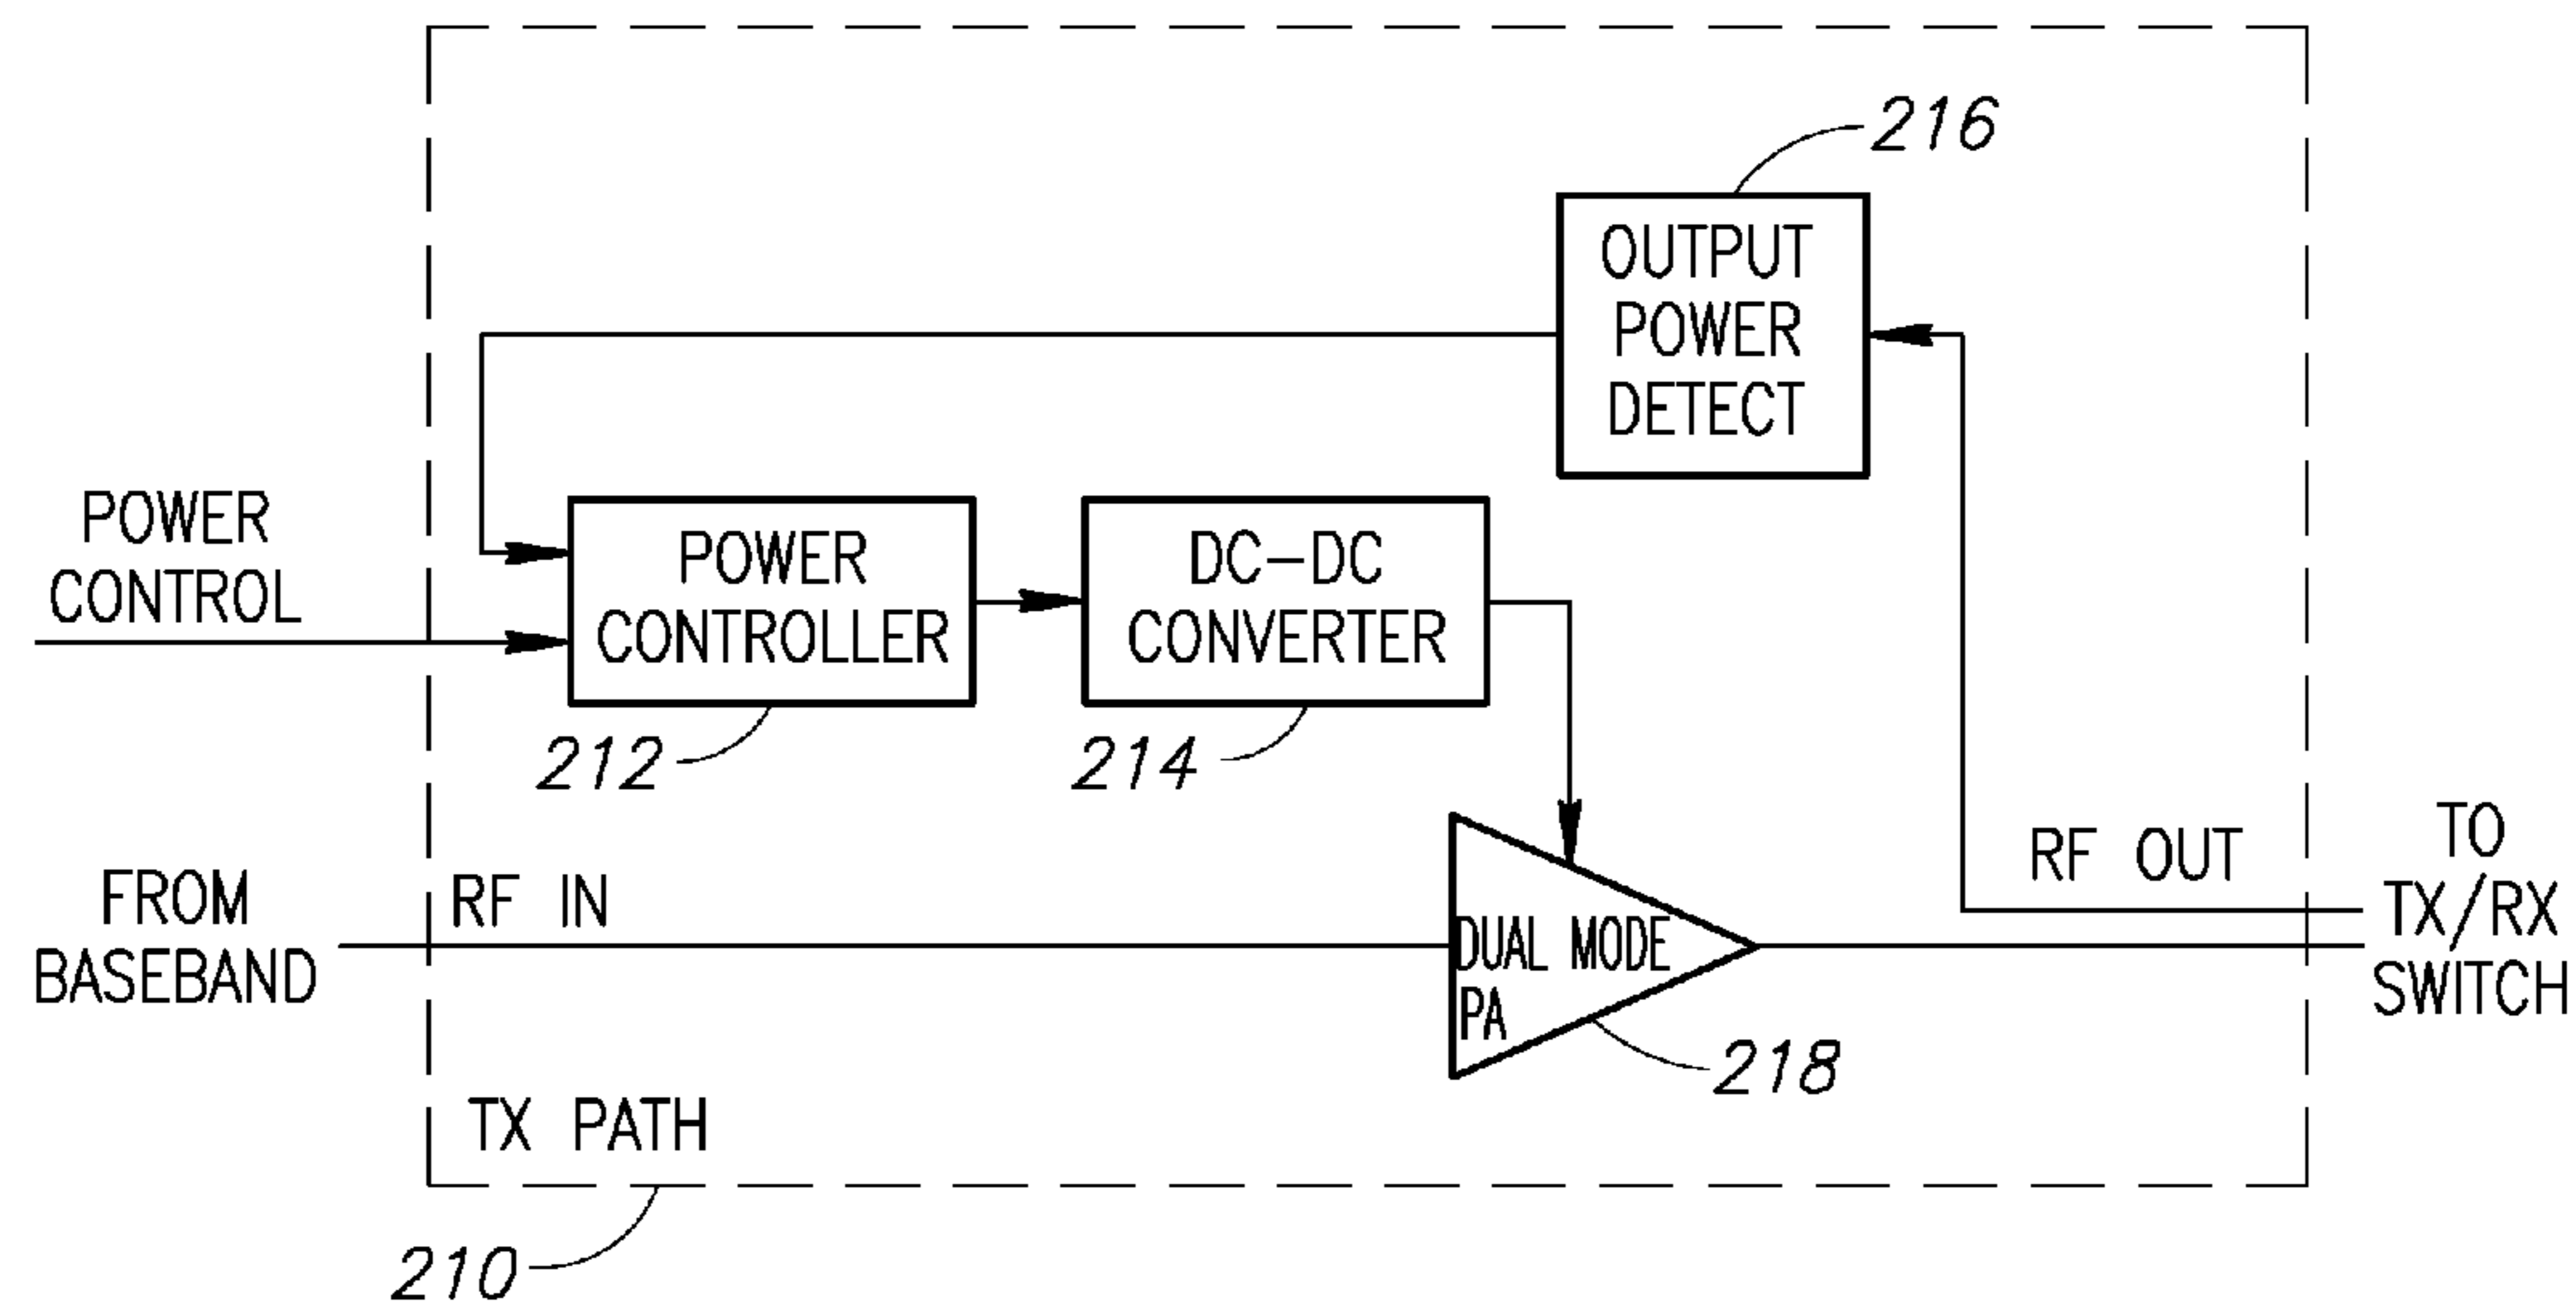 216
OUTPUT
POWER
DETECT
POWER
CONTROL
POWER
CONTROLLER
DC-DC
CONVERTER
212
214
FROM
BASEBAND
RF IN
DUAL MODE
PA
218
RF OUT
TO
TX/RX
SWITCH
TX PATH
210